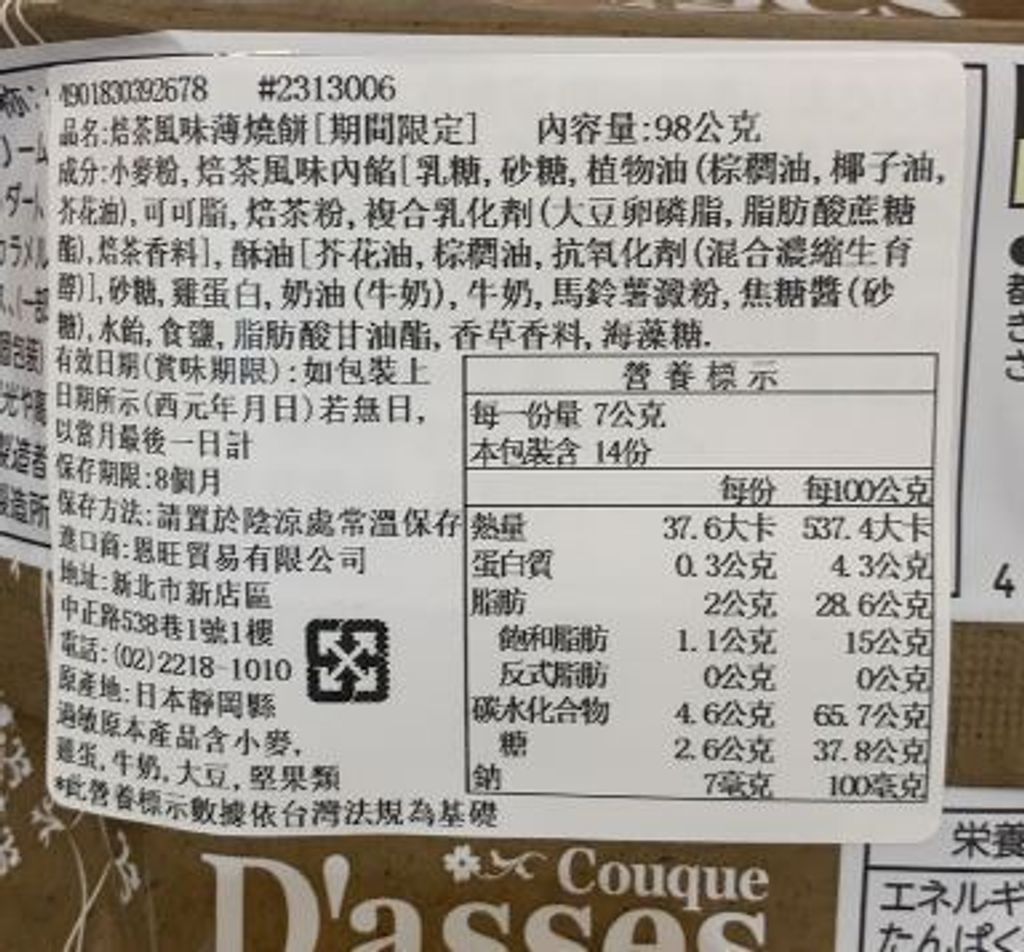 4901830392678 #2313006
品名:焙茶風味薄燒餅[期間限定] 內容量:98公克
成分:小麥粉, 焙茶風味內餡[乳糖, 砂糖, 植物油(棕櫚油, 椰子油,
芥花油), 可可脂, 焙茶粉, 複合乳化劑(大豆卵磷脂, 脂肪酸蔗糖
酯), 焙茶香料], 酥油[芥花油, 棕櫚油, 抗氧化劑(混合濃縮生育
醇)], 砂糖, 雞蛋白, 奶油(牛奶), 牛奶, 馬鈴薯澱粉, 焦糖醬(砂
糖), 水飴, 食鹽, 脂肪酸甘油酯, 香草香料, 海藻糖.
有效日期(賞味期限):如包裝上
日期所示(西元年月日)若無日,
以當月最後一日計
保存期限:8個月
保存方法:請置於陰涼處常溫保存
進口商:恩旺貿易有限公司
地址:新北市新店區
中正路538巷1號1樓
電話:(02)2218-1010
原產地:日本靜岡縣
過敏原本產品含小麥,
雞蛋, 牛奶, 大豆, 堅果類
*此營養標示數據依台灣法規為基礎
營養標示
每一份量 7公克
本包裝含 14份
每份 每100公克
熱量 37.6大卡 537.4大卡
蛋白質 0.3公克 4.3公克
脂肪 2公克 28.6公克
飽和脂肪 1.1公克 15公克
反式脂肪 0公克 0公克
碳水化合物 4.6公克 65.7公克
糖 2.6公克 37.8公克
鈉 7毫克 100毫克
Couque
D'asses
栄養
エネルギ
たんぱく